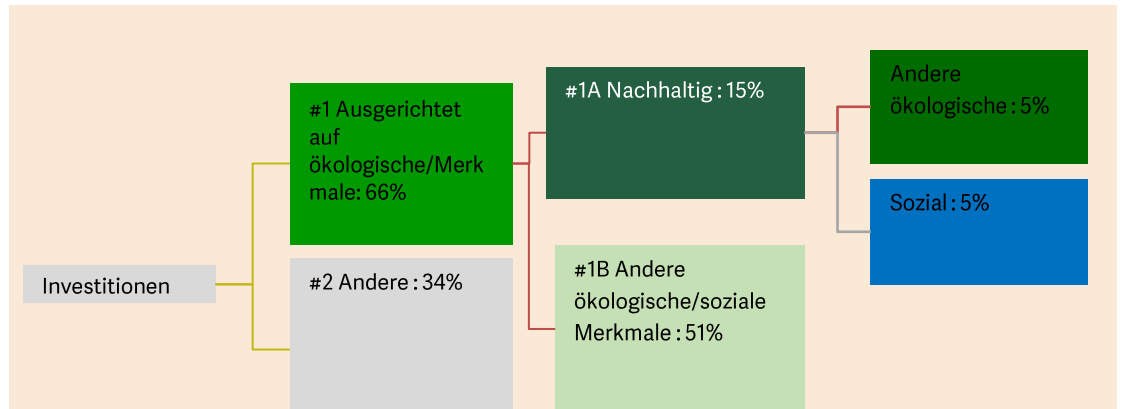 Investitionen
#1 Ausgerichtet
auf
ökologische/Merk
male: 66%
#2 Andere : 34%
#1A Nachhaltig : 15%
#1B Andere
ökologische/soziale
Merkmale : 51%
Andere
ökologische : 5%
Sozial : 5%